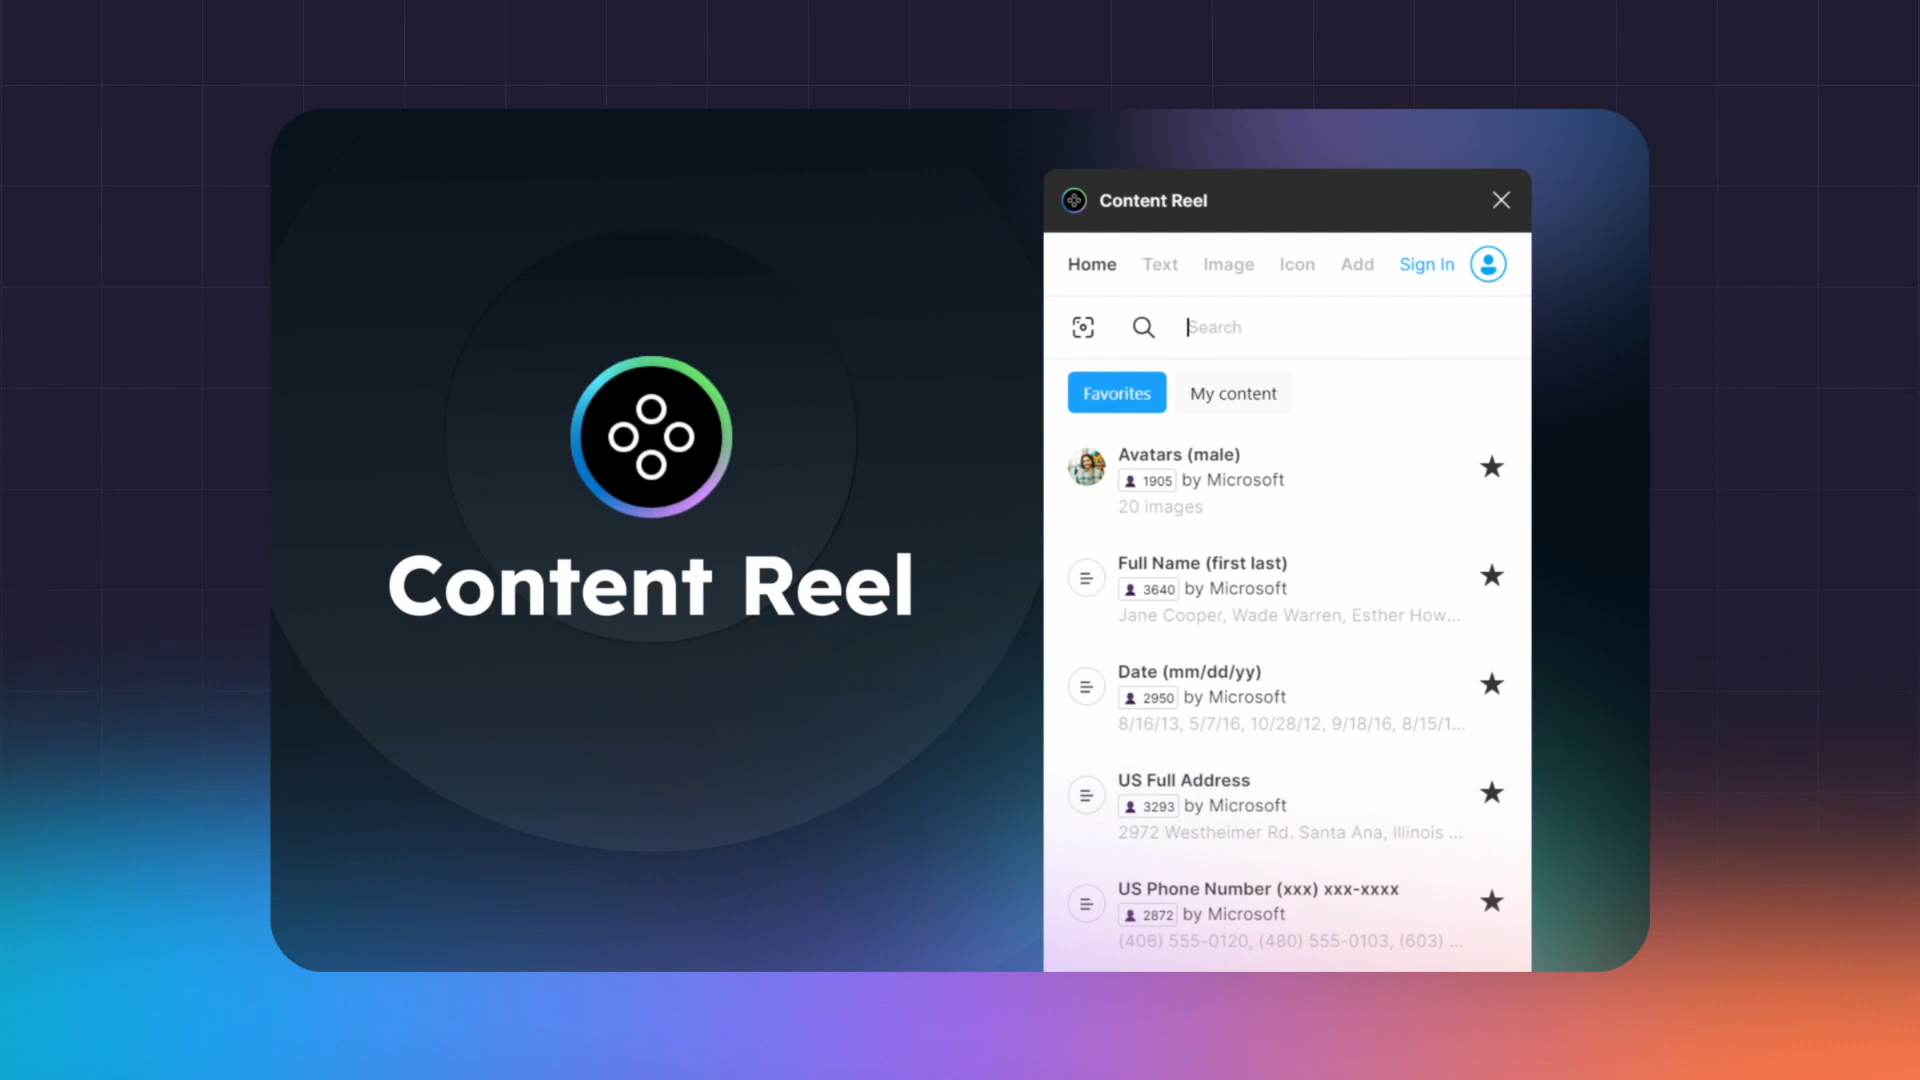 Content Reel
Content Reel
Home Text Image Icon Add Sign In
Search
Favorites My content
Avatars (male)
1905 by Microsoft
20 images
Full Name (first last)
3640 by Microsoft
Jane Cooper, Wade Warren, Esther How...
Date (mm/dd/yy)
2950 by Microsoft
8/16/13, 5/7/16, 10/28/12, 9/18/16, 8/15/1...
US Full Address
3293 by Microsoft
2972 Westheimer Rd. Santa Ana, Illinois ...
US Phone Number (xxx) xxx-xxxx
2872 by Microsoft
(406) 555-0120, (480) 555-0103, (603) ...